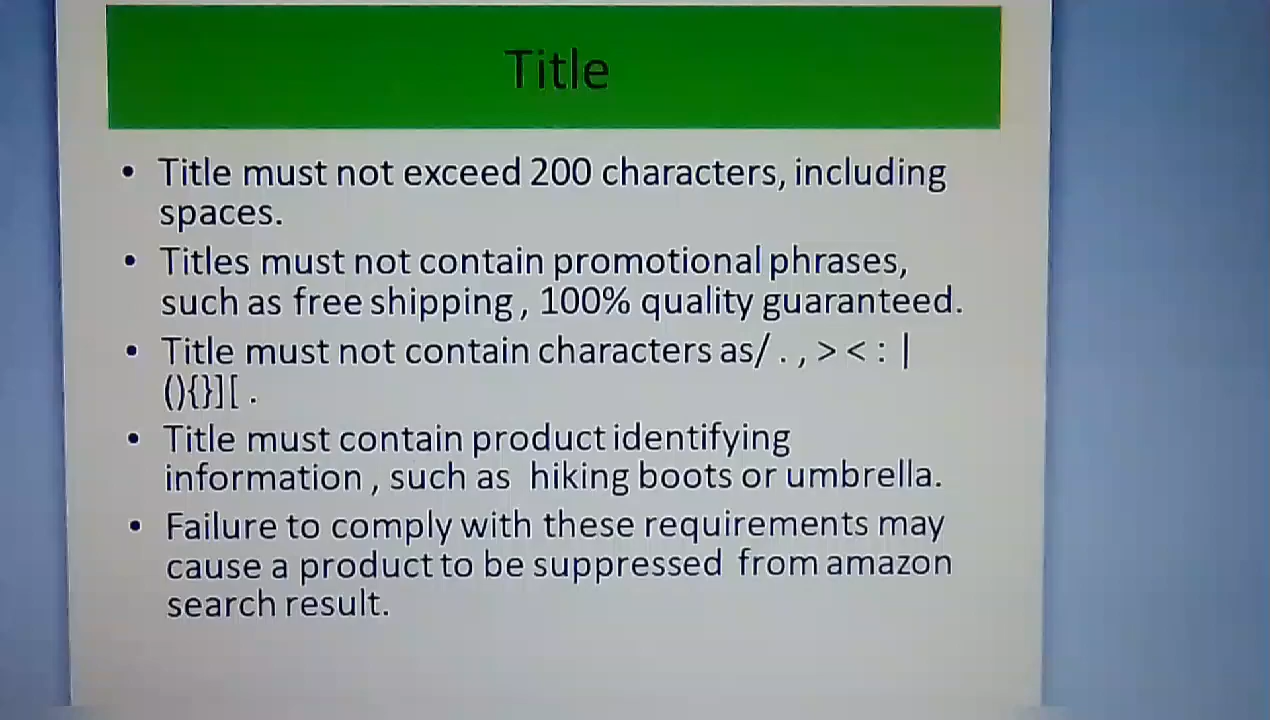 Title
• Title must not exceed 200 characters, including
spaces.
• Titles must not contain promotional phrases,
such as free shipping , 100% quality guaranteed.
• Title must not contain characters as/ . , > < : |
(){}][ .
• Title must contain product identifying
information , such as hiking boots or umbrella.
• Failure to comply with these requirements may
cause a product to be suppressed from amazon
search result.